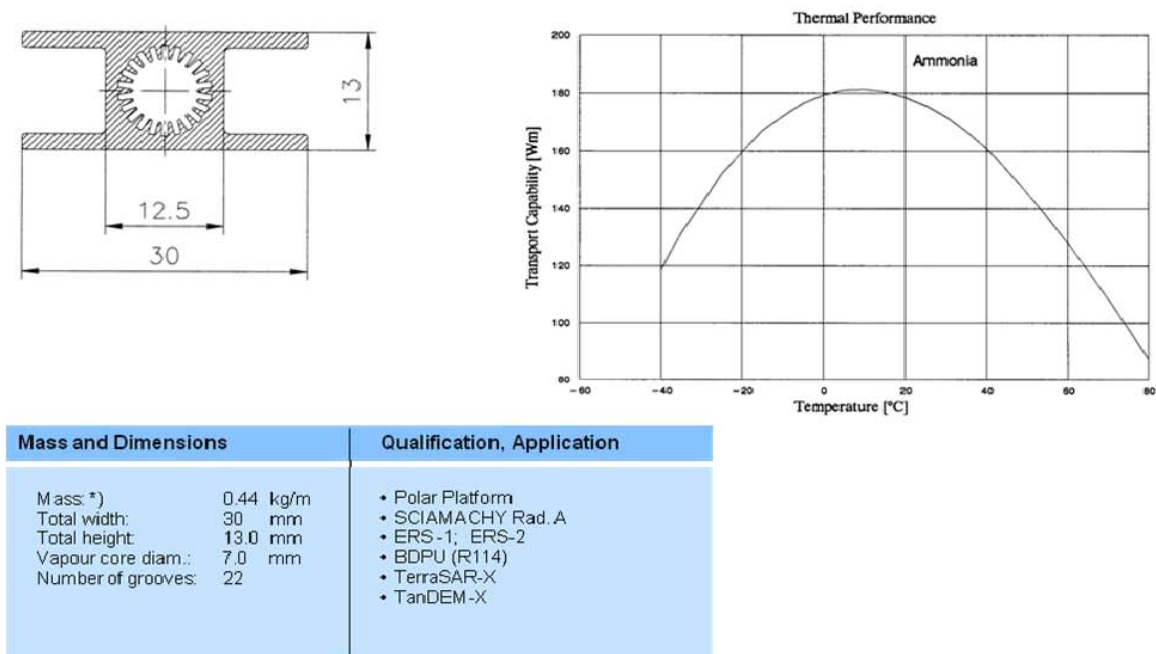 13
12.5
30
Thermal Performance
Ammonia
Transport Capability [Wm]
200
180
160
140
120
100
80
-60
-40
-20
0
20
40
60
80
Temperature [°C]
Mass and Dimensions
Mass: *) 0.44 kg/m
Total width: 30 mm
Total height: 13.0 mm
Vapour core diam.: 7.0 mm
Number of grooves: 22
Qualification, Application
• Polar Platform
• SCIAMACHY Rad. A
• ERS-1; ERS-2
• BDPU (R114)
• TerraSAR-X
• TanDEM-X